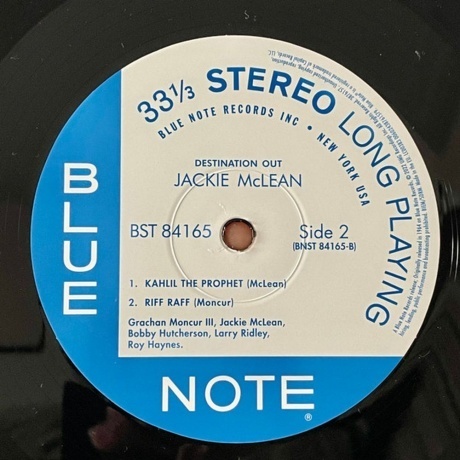 33⅓ STEREO LONG PLAYING
BLUE NOTE RECORDS INC • NEW YORK USA
DESTINATION OUT
JACKIE McLEAN
BST 84165
Side 2
(BNST 84165-B)
1. KAHLIL THE PROPHET (McLean)
2. RIFF RAFF (Moncur)
Grachan Moncur III, Jackie McLean,
Bobby Hutcherson, Larry Ridley,
Roy Haynes.
BLUE
NOTE
®